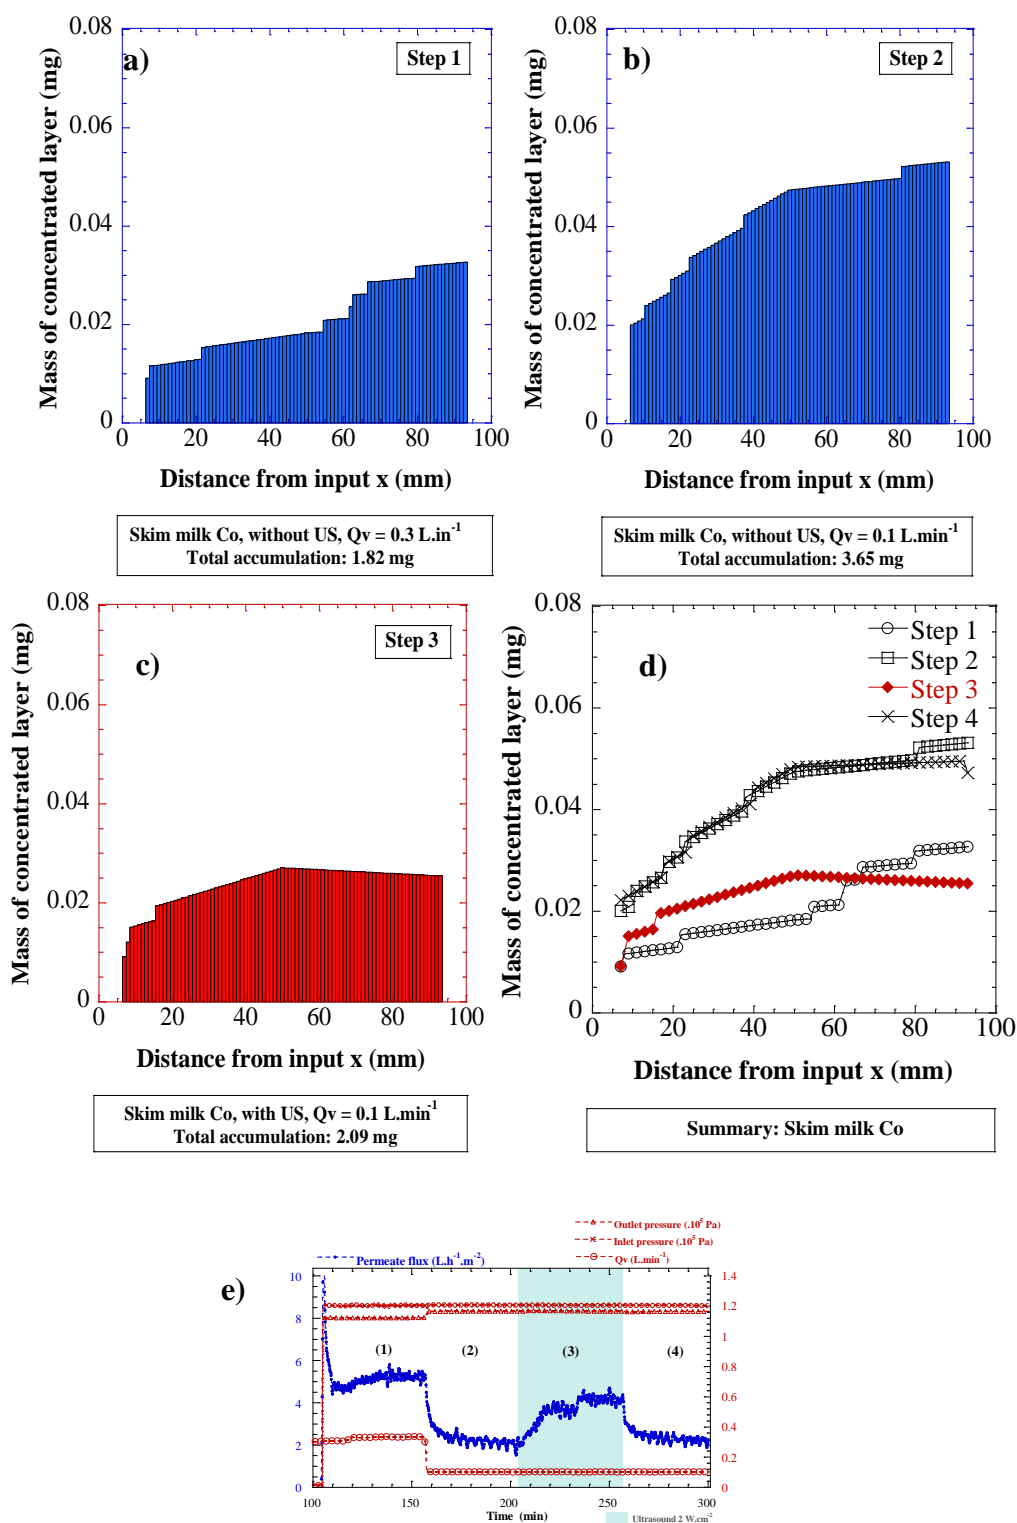 a)
Step 1
Mass of concentrated layer (mg)
0.08
0.06
0.04
0.02
0
0 20 40 60 80 100
Distance from input x (mm)
Skim milk Co, without US, Qv = 0.3 L.in-1
Total accumulation: 1.82 mg
b)
Step 2
Mass of concentrated layer (mg)
0.08
0.06
0.04
0.02
0
0 20 40 60 80 100
Distance from input x (mm)
Skim milk Co, without US, Qv = 0.1 L.min-1
Total accumulation: 3.65 mg
c)
Step 3
Mass of concentrated layer (mg)
0.08
0.06
0.04
0.02
0
0 20 40 60 80 100
Distance from input x (mm)
Skim milk Co, with US, Qv = 0.1 L.min-1
Total accumulation: 2.09 mg
d)
Step 1
Step 2
Step 3
Step 4
Mass of concentrated layer (mg)
0.08
0.06
0.04
0.02
0
0 20 40 60 80 100
Distance from input x (mm)
Summary: Skim milk Co
e)
Permeate flux (L.h-1.m-2)
Outlet pressure (.10^5 Pa)
Inlet pressure (.10^5 Pa)
Qv (L.min-1)
10
8
6
4
2
0
1.4
1.2
1
0.8
0.6
0.4
0.2
0
(1) (2) (3) (4)
100 150 200 250 300
Time (min)
Ultrasound 2 W.cm-2